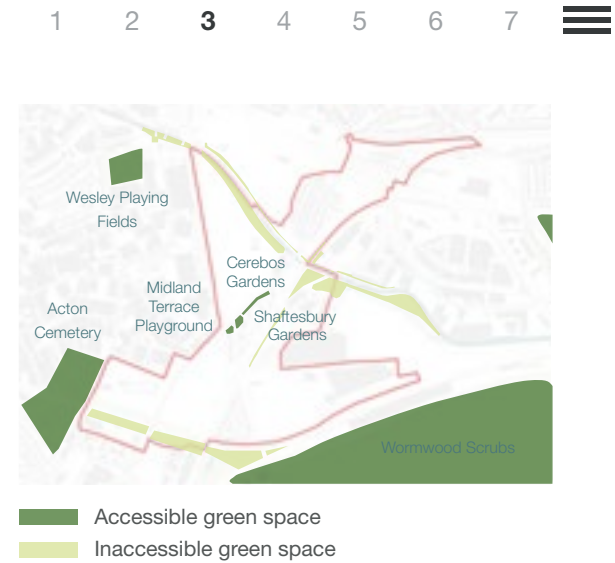 1 2 3 4 5 6 7
Wesley Playing
Fields
Cerebos
Gardens
Midland
Terrace
Playground
Shaftesbury
Gardens
Acton
Cemetery
Wormwood Scrubs
Accessible green space
Inaccessible green space